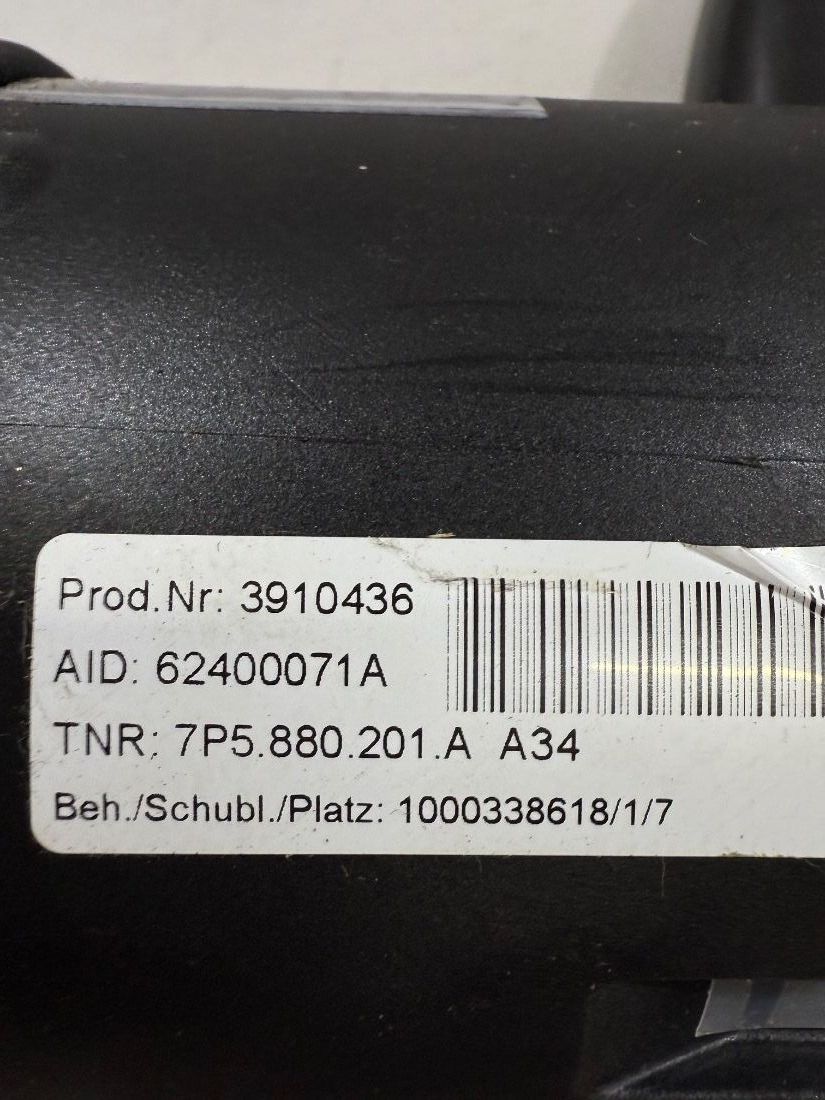 Prod.Nr: 3910436
AID: 62400071A
TNR: 7P5.880.201.A A34
Beh./Schubl./Platz: 1000338618/1/7